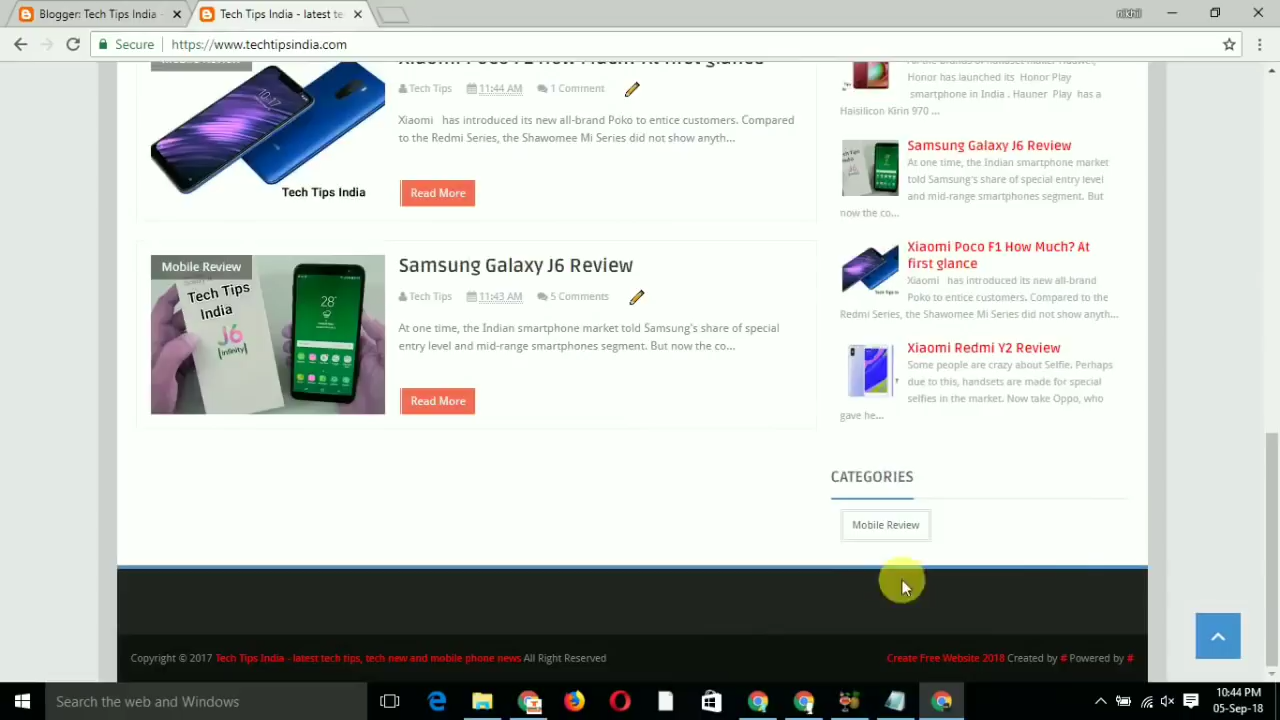 Blogger: Tech Tips India -
Tech Tips India - latest te
nikhil
Secure
https://www.techtipsindia.com
Tech Tips
11:44 AM
1 Comment
Xiaomi has introduced its new all-brand Poko to entice customers. Compared
to the Redmi Series, the Shawomee Mi Series did not show anyth...
Tech Tips India
Read More
Mobile Review
Tech Tips
India
J6
[infinity]
28°
Samsung Galaxy J6 Review
Tech Tips
11:43 AM
5 Comments
At one time, the Indian smartphone market told Samsung's share of special
entry level and mid-range smartphones segment. But now the co...
Read More
Honor has launched its Honor Play
smartphone in India . Hauner Play has a
Haisilicon Kirin 970 ...
Samsung Galaxy J6 Review
At one time, the Indian smartphone market
told Samsung's share of special entry level
and mid-range smartphones segment. But
now the co...
Xiaomi Poco F1 How Much? At
first glance
Xiaomi has introduced its new all-brand
Poko to entice customers. Compared to the
Redmi Series, the Shawomee Mi Series did not show anyth...
Xiaomi Redmi Y2 Review
Some people are crazy about Selfie. Perhaps
due to this, handsets are made for special
selfies in the market. Now take Oppo, who
gave he...
CATEGORIES
Mobile Review
Copyright © 2017 Tech Tips India - latest tech tips, tech new and mobile phone news All Right Reserved
Create Free Website 2018 Created by # Powered by #
Search the web and Windows
10:44 PM
05-Sep-18